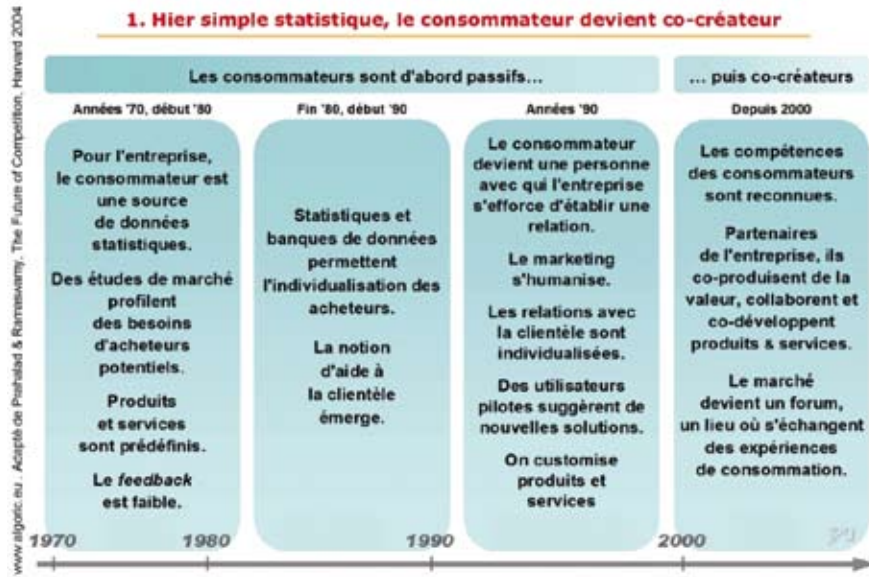 1. Hier simple statistique, le consommateur devient co-créateur
Les consommateurs sont d'abord passifs...
... puis co-créateurs
Années '70, début '80
Pour l'entreprise,
le consommateur est
une source
de données
statistiques.
Des études de marché
profilent
des besoins
d'acheteurs
potentiels.
Produits
et services
sont prédéfinis.
Le feedback
est faible.
Fin '80, début '90
Statistiques et
banques de données
permettent
l'individualisation des
acheteurs.
La notion
d'aide à
la clientèle
émerge.
Années '90
Le consommateur
devient une personne
avec qui l'entreprise
s'efforce d'établir une
relation.
Le marketing
s'humanise.
Les relations avec
la clientèle sont
individualisées.
Des utilisateurs
pilotes suggèrent de
nouvelles solutions.
On customise
produits et
services
Depuis 2000
Les compétences
des consommateurs
sont reconnues.
Partenaires
de l'entreprise, ils
co-produisent de la
valeur, collaborent et
co-développent
produits & services.
Le marché
devient un forum,
un lieu où s'échangent
des expériences
de consommation.
1970 1980 1990 2000
www.algoric.eu . Adapté de Prahalad & Ramaswamy, The Future of Competition, Harvard 2004